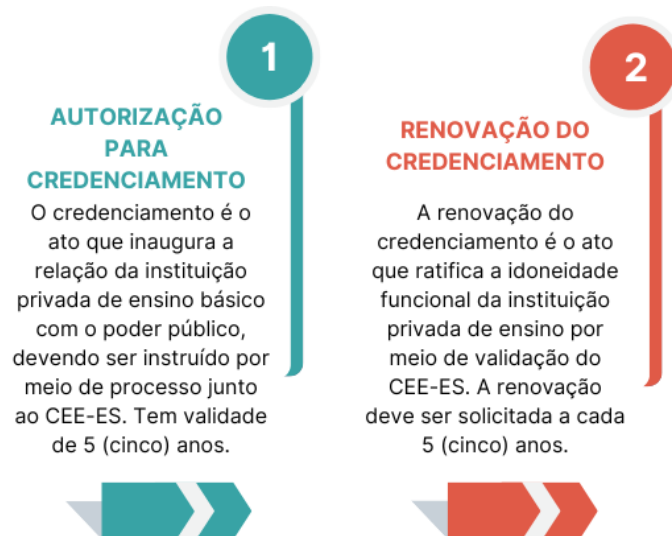 1
AUTORIZAÇÃO
PARA
CREDENCIAMENTO
O credenciamento é o
ato que inaugura a
relação da instituição
privada de ensino básico
com o poder público,
devendo ser instruído por
meio de processo junto
ao CEE-ES. Tem validade
de 5 (cinco) anos.
2
RENOVAÇÃO DO
CREDENCIAMENTO
A renovação do
credenciamento é o ato
que ratifica a idoneidade
funcional da instituição
privada de ensino por
meio de validação do
CEE-ES. A renovação
deve ser solicitada a cada
5 (cinco) anos.